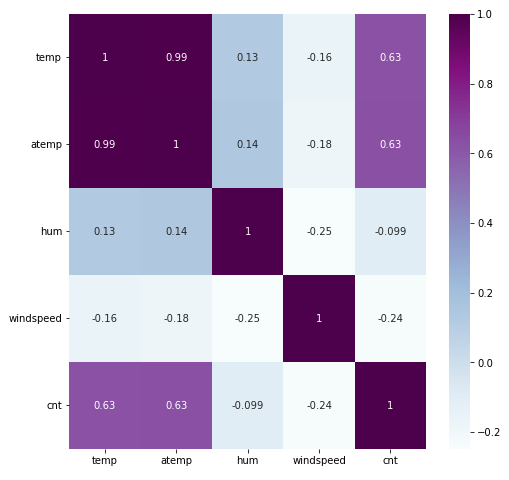 temp 1 0.99 0.13 -0.16 0.63
atemp 0.99 1 0.14 -0.18 0.63
hum 0.13 0.14 1 -0.25 -0.099
windspeed -0.16 -0.18 -0.25 1 -0.24
cnt 0.63 0.63 -0.099 -0.24 1
temp atemp hum windspeed cnt
1.0
0.8
0.6
0.4
0.2
0.0
−0.2